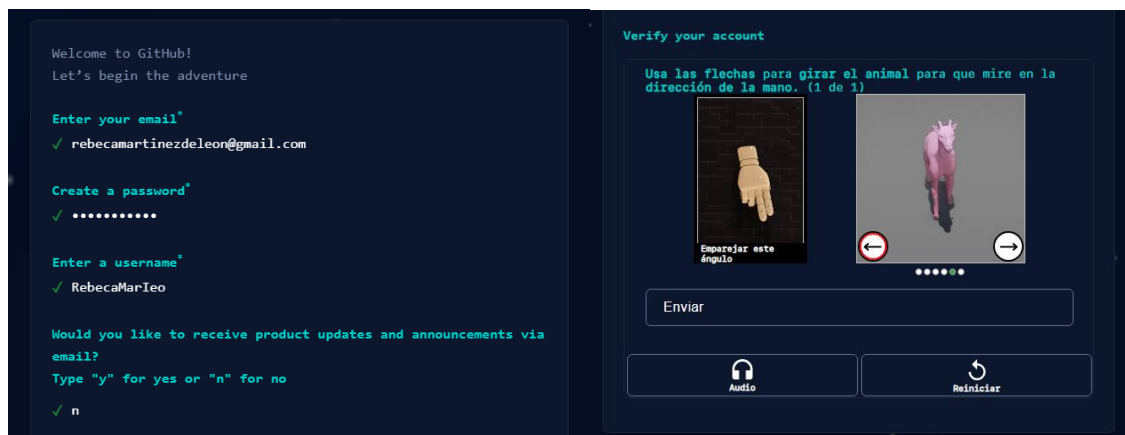 Welcome to GitHub!
Let's begin the adventure
Enter your email*
✓ rebecamartinezdeleon@gmail.com
Create a password*
✓ •••••••••••
Enter a username*
✓ RebecaMarIeo
Would you like to receive product updates and announcements via
email?
Type "y" for yes or "n" for no
✓ n
Verify your account
Usa las flechas para girar el animal para que mire en la
dirección de la mano. (1 de 1)
Emparejar este
ángulo
Enviar
Audio
Reiniciar